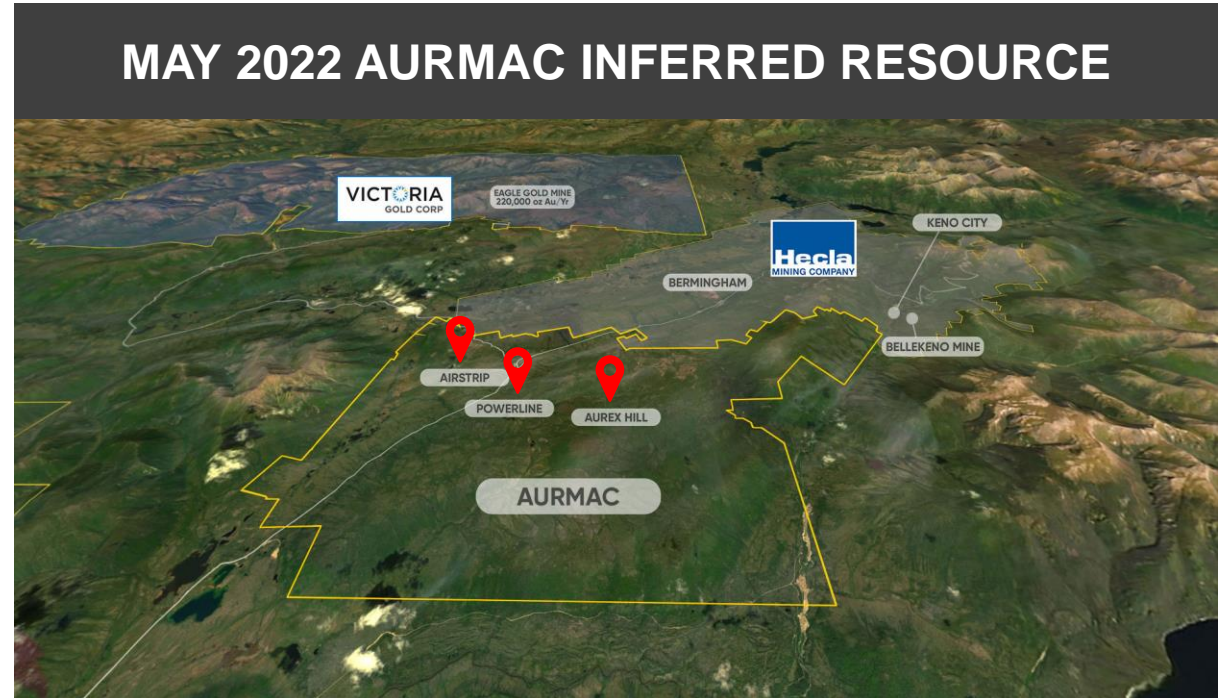 MAY 2022 AURMAC INFERRED RESOURCE
VICTORIA
GOLD CORP
EAGLE GOLD MINE
220,000 oz Au/Yr
KENO CITY
Hecla
MINING COMPANY
BERMINGHAM
BELLEKENO MINE
AIRSTRIP
POWERLINE
AUREX HILL
AURMAC